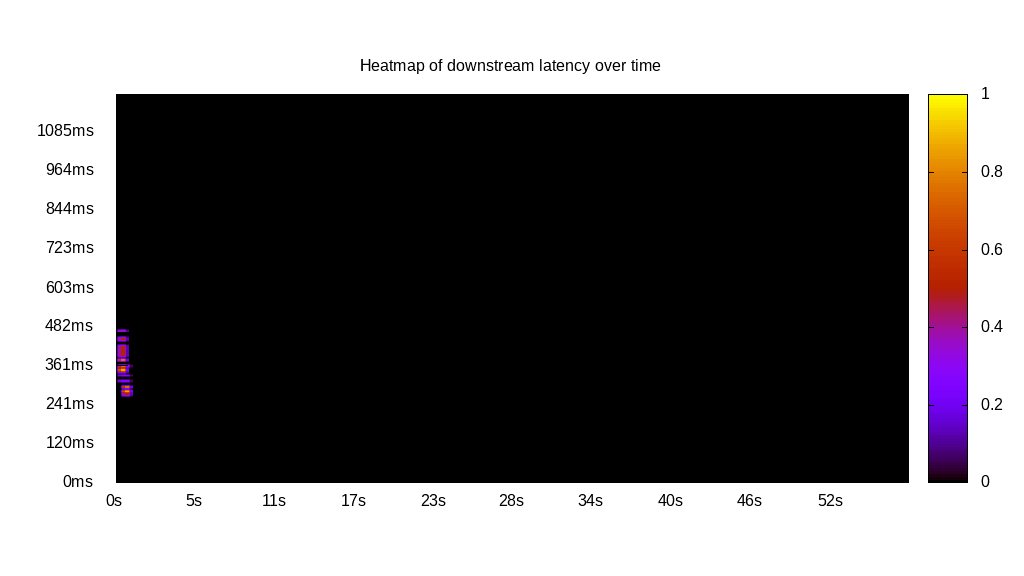 Heatmap of downstream latency over time
1085ms
964ms
844ms
723ms
603ms
482ms
361ms
241ms
120ms
0ms
0s 5s 11s 17s 23s 28s 34s 40s 46s 52s
1
0.8
0.6
0.4
0.2
0